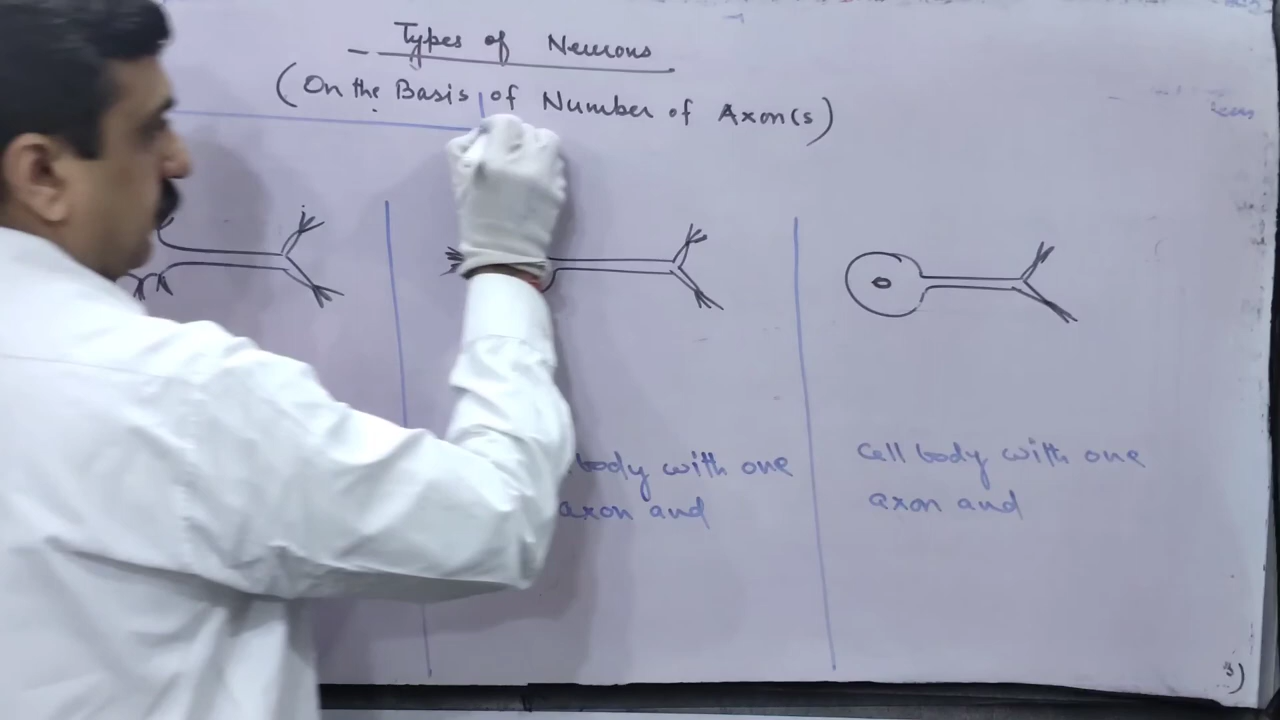 Types of Neurons
(On the Basis of Number of Axon(s)
body with one
axon and
Cell body with one
axon and